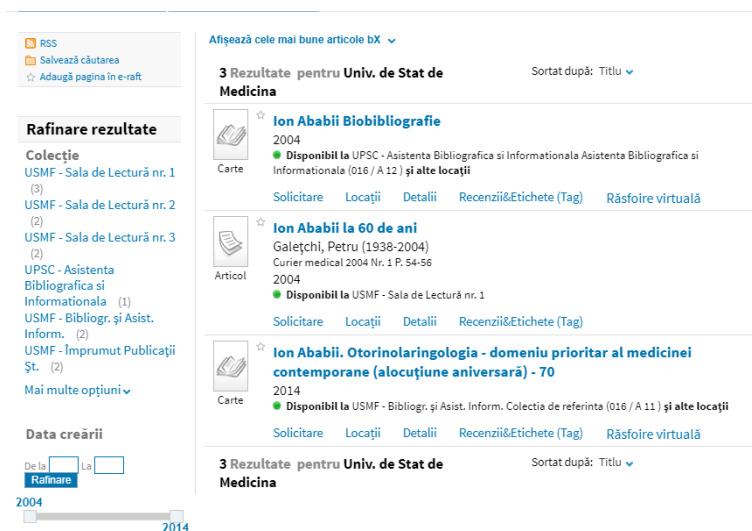 RSS
Salvează căutarea
Adaugă pagina în e-raft
Rafinare rezultate
Colecție
USMF - Sala de Lectură nr. 1
(3)
USMF - Sala de Lectură nr. 2
(2)
USMF - Sala de Lectură nr. 3
(2)
UPSC - Asistenta
Bibliografica si
Informationala (1)
USMF - Bibliogr. şi Asist.
Inform. (2)
USMF - Împrumut Publicaţii
Şt. (2)
Mai multe opțiuni
Data creării
De la La
Rafinare
2004
2014
Afișează cele mai bune articole bX
3 Rezultate pentru Univ. de Stat de
Medicina
Sortat după: Titlu
Carte
Ion Ababii Biobibliografie
2004
Disponibil la UPSC - Asistenta Bibliografica si Informationala Asistenta Bibliografica si
Informationala (016 / A 12 ) și alte locații
Solicitare Locații Detalii Recenzii&Etichete (Tag) Răsfoire virtuală
Articol
Ion Ababii la 60 de ani
Galeţchi, Petru (1938-2004)
Curier medical 2004 Nr. 1 P. 54-56
2004
Disponibil la USMF - Sala de Lectură nr. 1
Solicitare Locații Detalii Recenzii&Etichete (Tag)
Carte
Ion Ababii. Otorinolaringologia - domeniu prioritar al medicinei
contemporane (alocuţiune aniversară) - 70
2014
Disponibil la USMF - Bibliogr. şi Asist. Inform. Colectia de referinta (016 / A 11 ) și alte locații
Solicitare Locații Detalii Recenzii&Etichete (Tag) Răsfoire virtuală
3 Rezultate pentru Univ. de Stat de
Medicina
Sortat după: Titlu